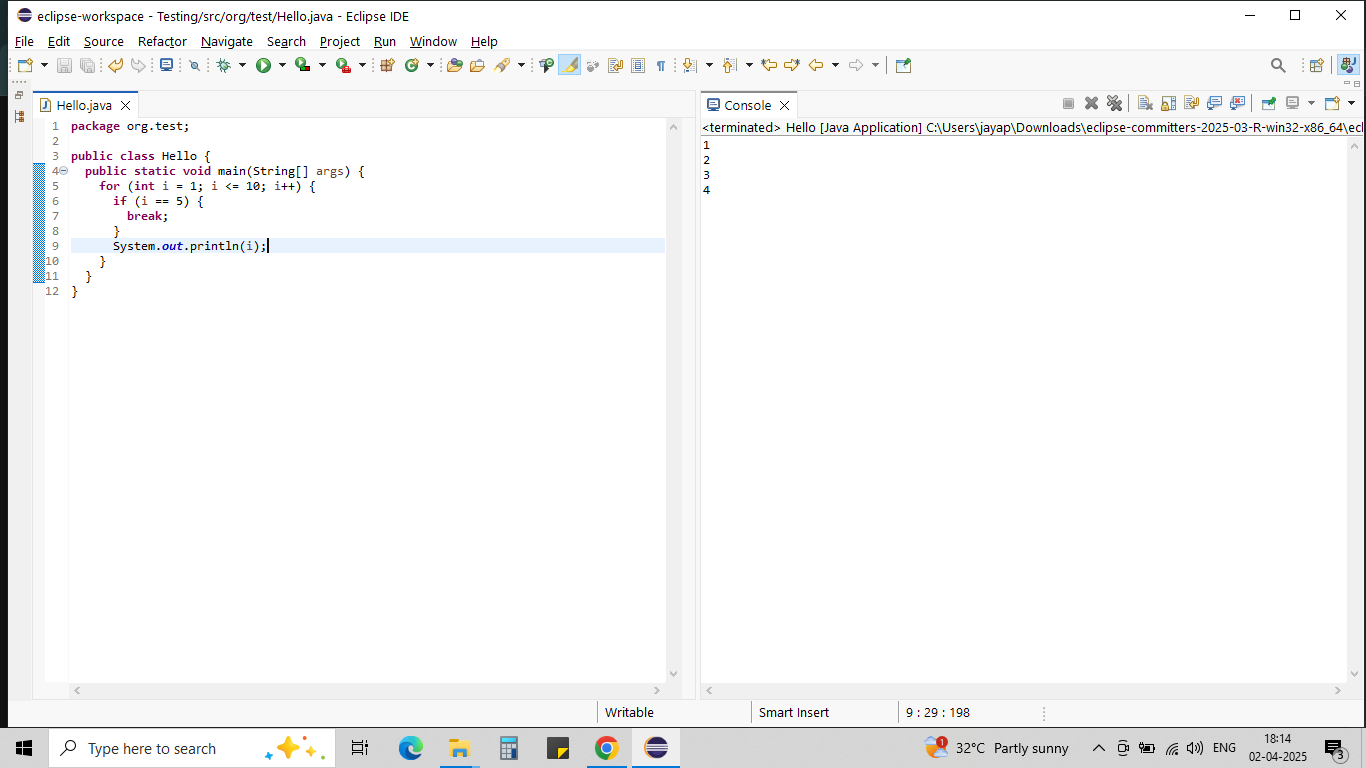 eclipse-workspace - Testing/src/org/test/Hello.java - Eclipse IDE
File Edit Source Refactor Navigate Search Project Run Window Help
Hello.java
1 package org.test;
2
3 public class Hello {
4 public static void main(String[] args) {
5 for (int i = 1; i <= 10; i++) {
6 if (i == 5) {
7 break;
8 }
9 System.out.println(i);
10 }
11 }
12 }
Console
<terminated> Hello [Java Application] C:\Users\jayap\Downloads\eclipse-committers-2025-03-R-win32-x86_64\ecl
1
2
3
4
Writable Smart Insert 9 : 29 : 198
Type here to search
1
32°C Partly sunny
ENG
18:14
02-04-2025
3